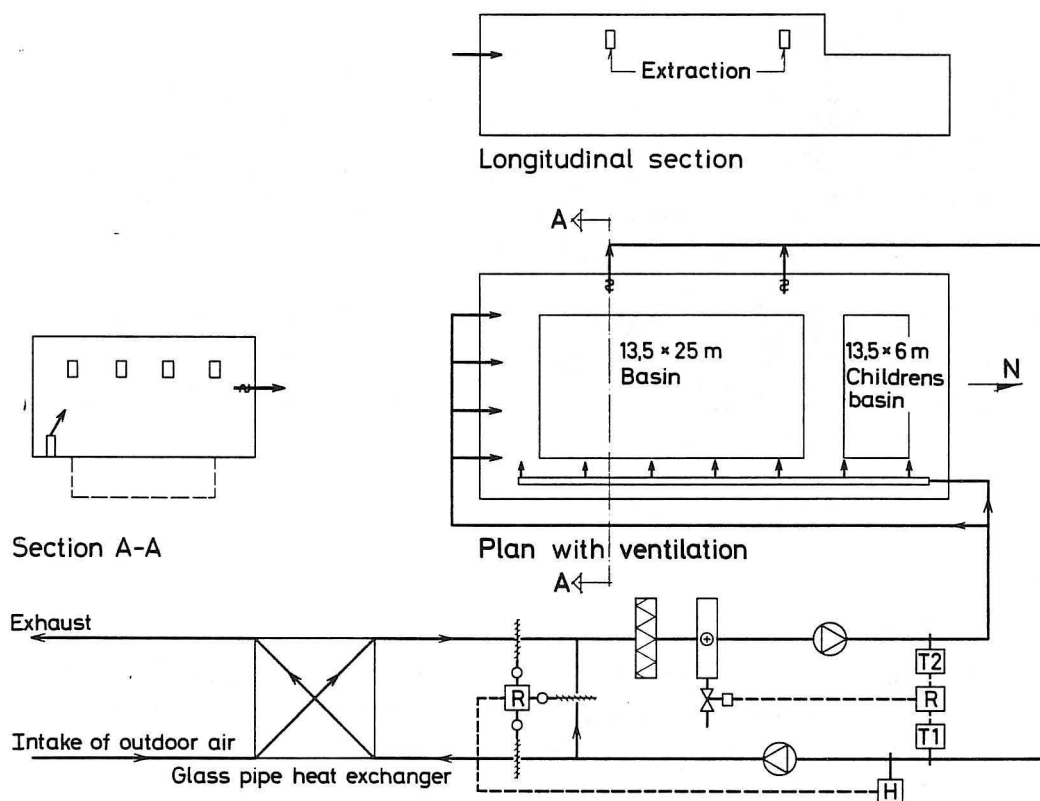 Extraction
Longitudinal section
A
13,5 × 25 m
Basin
13,5 × 6 m
Childrens
basin
N
Section A-A
Plan with ventilation
A
Exhaust
T2
R
R
T1
Intake of outdoor air
Glass pipe heat exchanger
H